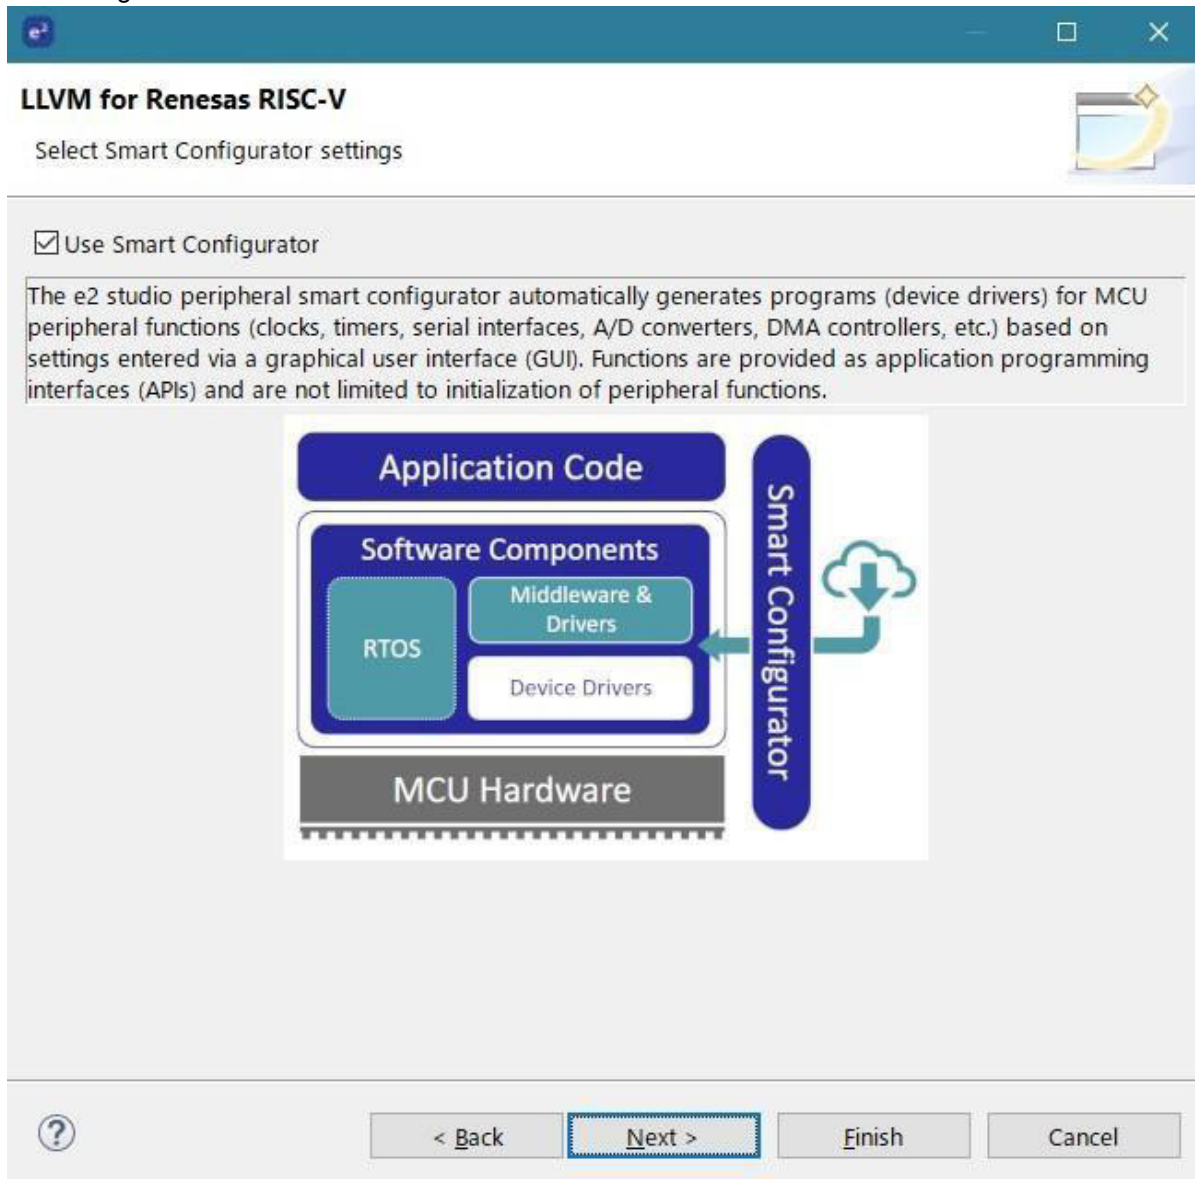 e²
LLVM for Renesas RISC-V
Select Smart Configurator settings
Use Smart Configurator
The e2 studio peripheral smart configurator automatically generates programs (device drivers) for MCU
peripheral functions (clocks, timers, serial interfaces, A/D converters, DMA controllers, etc.) based on
settings entered via a graphical user interface (GUI). Functions are provided as application programming
interfaces (APIs) and are not limited to initialization of peripheral functions.
Application Code
Software Components
RTOS
Middleware &
Drivers
Device Drivers
MCU Hardware
Smart Configurator
?
< Back
Next >
Finish
Cancel